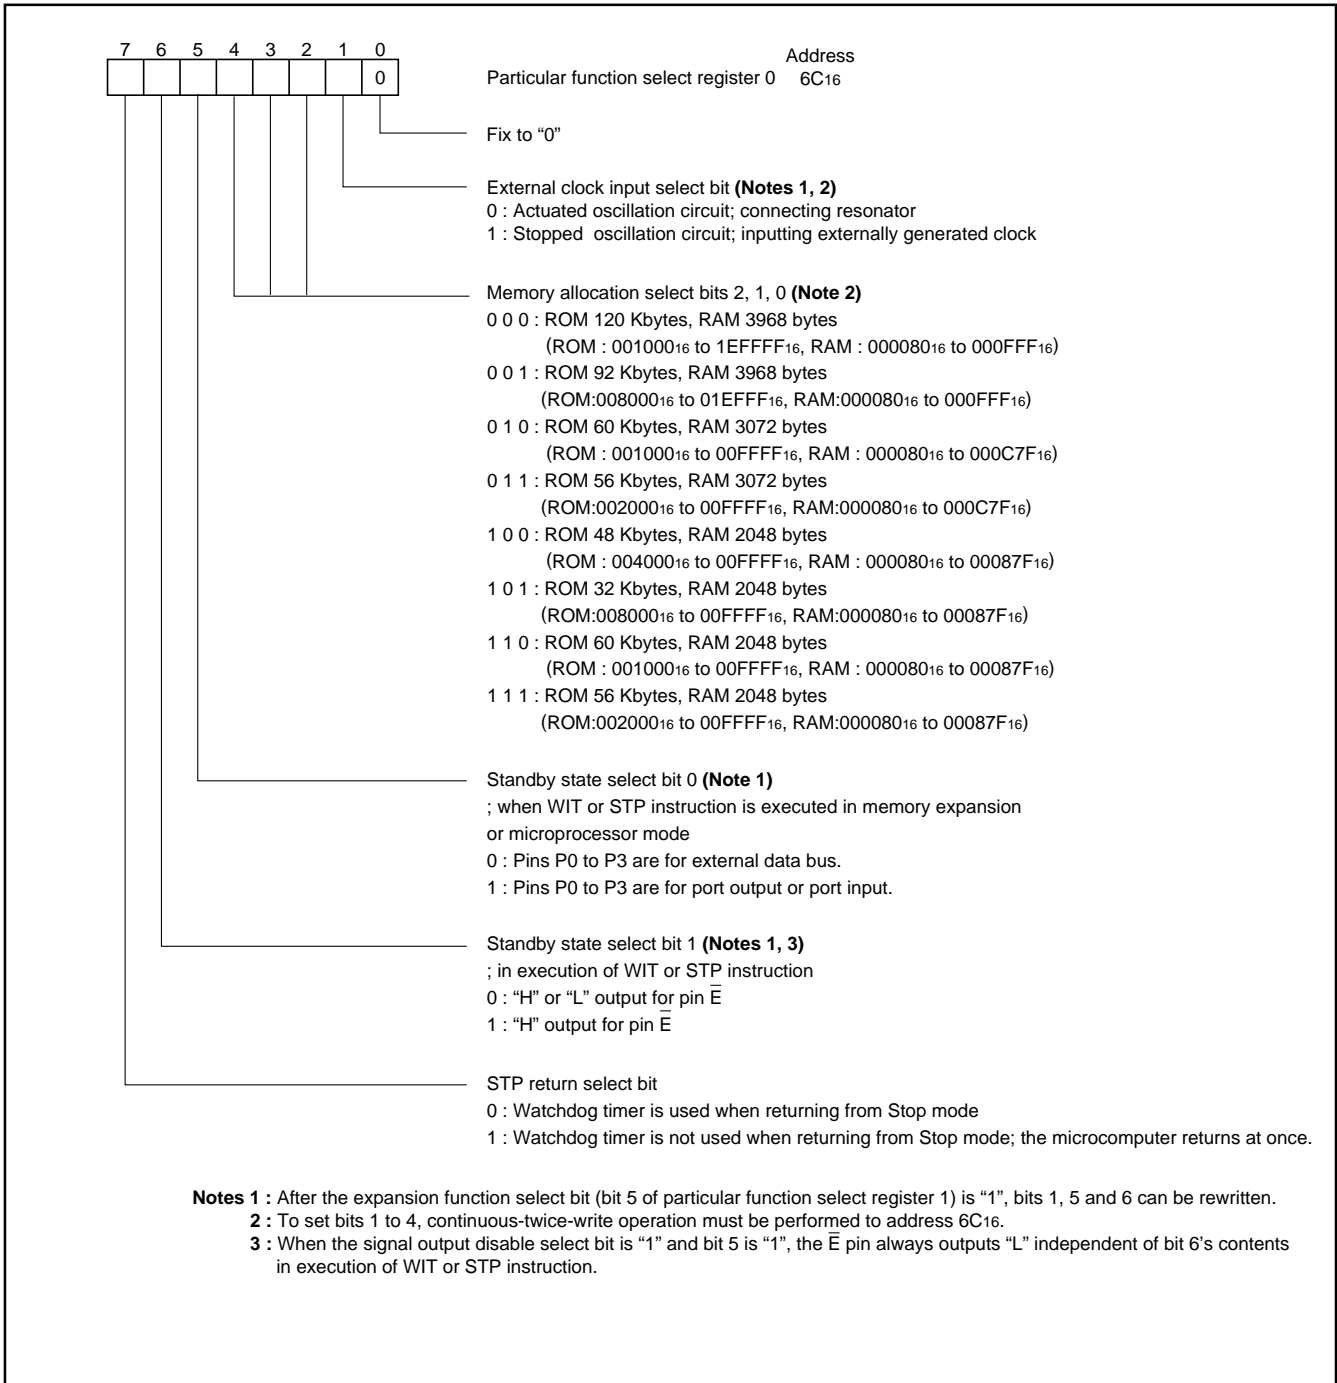 7 6 5 4 3 2 1 0
0
Address
Particular function select register 0 6C16
Fix to “0”
External clock input select bit (Notes 1, 2)
0 : Actuated oscillation circuit; connecting resonator
1 : Stopped oscillation circuit; inputting externally generated clock
Memory allocation select bits 2, 1, 0 (Note 2)
0 0 0 : ROM 120 Kbytes, RAM 3968 bytes
(ROM : 00100016 to 1EFFFF16, RAM : 00008016 to 000FFF16)
0 0 1 : ROM 92 Kbytes, RAM 3968 bytes
(ROM:00800016 to 01EFFF16, RAM:00008016 to 000FFF16)
0 1 0 : ROM 60 Kbytes, RAM 3072 bytes
(ROM : 00100016 to 00FFFF16, RAM : 00008016 to 000C7F16)
0 1 1 : ROM 56 Kbytes, RAM 3072 bytes
(ROM:00200016 to 00FFFF16, RAM:00008016 to 000C7F16)
1 0 0 : ROM 48 Kbytes, RAM 2048 bytes
(ROM : 00400016 to 00FFFF16, RAM : 00008016 to 00087F16)
1 0 1 : ROM 32 Kbytes, RAM 2048 bytes
(ROM:00800016 to 00FFFF16, RAM:00008016 to 00087F16)
1 1 0 : ROM 60 Kbytes, RAM 2048 bytes
(ROM : 00100016 to 00FFFF16, RAM : 00008016 to 00087F16)
1 1 1 : ROM 56 Kbytes, RAM 2048 bytes
(ROM:00200016 to 00FFFF16, RAM:00008016 to 00087F16)
Standby state select bit 0 (Note 1)
; when WIT or STP instruction is executed in memory expansion
or microprocessor mode
0 : Pins P0 to P3 are for external data bus.
1 : Pins P0 to P3 are for port output or port input.
Standby state select bit 1 (Notes 1, 3)
; in execution of WIT or STP instruction
0 : “H” or “L” output for pin E̅
1 : “H” output for pin E̅
STP return select bit
0 : Watchdog timer is used when returning from Stop mode
1 : Watchdog timer is not used when returning from Stop mode; the microcomputer returns at once.
Notes 1 : After the expansion function select bit (bit 5 of particular function select register 1) is “1”, bits 1, 5 and 6 can be rewritten.
2 : To set bits 1 to 4, continuous-twice-write operation must be performed to address 6C16.
3 : When the signal output disable select bit is “1” and bit 5 is “1”, the E̅ pin always outputs “L” independent of bit 6’s contents
in execution of WIT or STP instruction.